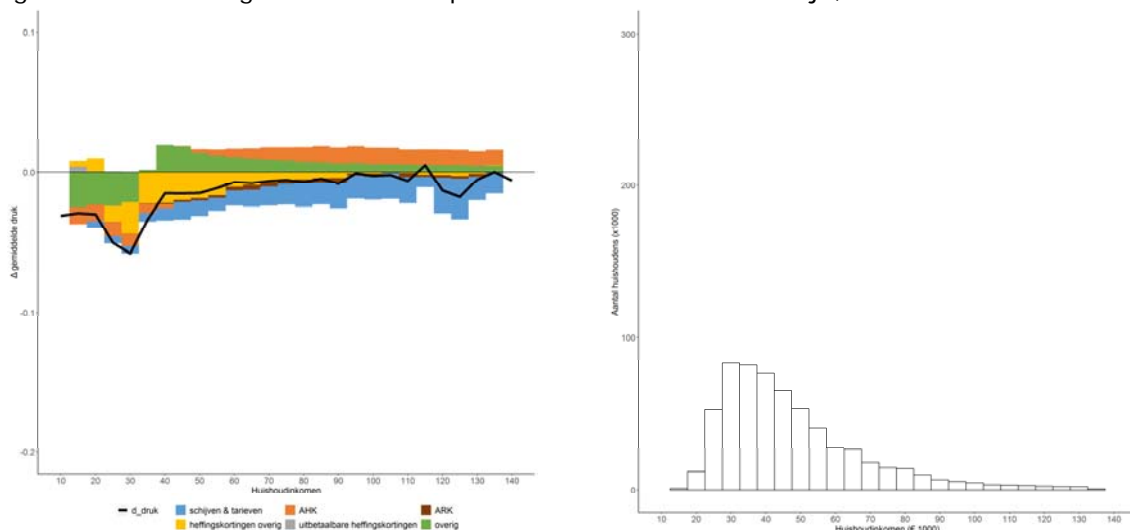 0.1
0.0
-0.1
-0.2
Δ gemiddelde druk
10 20 30 40 50 60 70 80 90 100 110 120 130 140
Huishoudinkomen
d_druk schijven & tarieven AHK ARK
heffingskortingen overig uitbetaalbare heffingskortingen overig
300
200
100
0
Aantal huishoudens (x1000)
10 20 30 40 50 60 70 80 90 100 110 120 130 140
Huishoudinkomen (€ 1000)